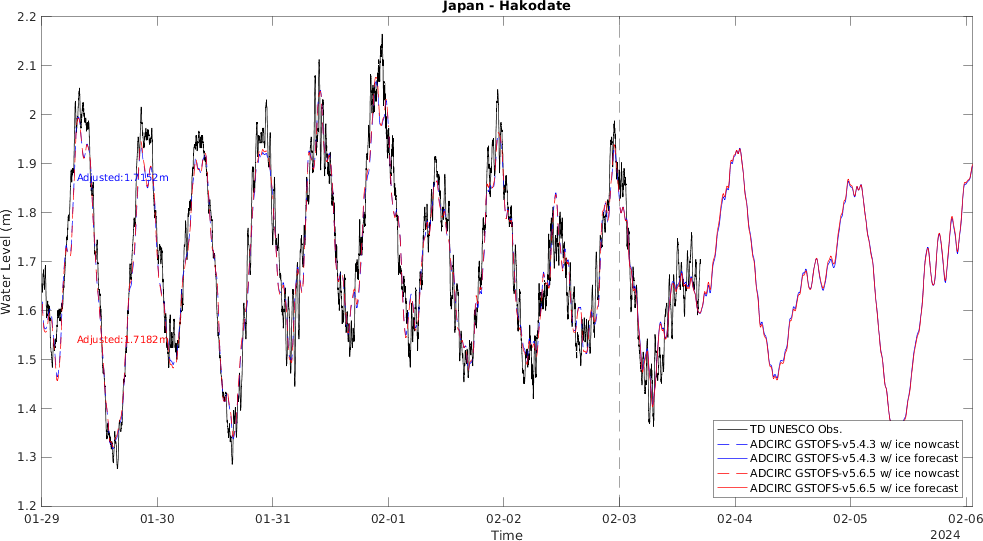 Japan - Hakodate
2.2
2.1
2
1.9
1.8
1.7
1.6
1.5
1.4
1.3
1.2
Water Level (m)
Adjusted:1.7152m
Adjusted:1.7182m
TD UNESCO Obs.
ADCIRC GSTOFS-v5.4.3 w/ ice nowcast
ADCIRC GSTOFS-v5.4.3 w/ ice forecast
ADCIRC GSTOFS-v5.6.5 w/ ice nowcast
ADCIRC GSTOFS-v5.6.5 w/ ice forecast
01-29 01-30 01-31 02-01 02-02 02-03 02-04 02-05 02-06
Time
2024